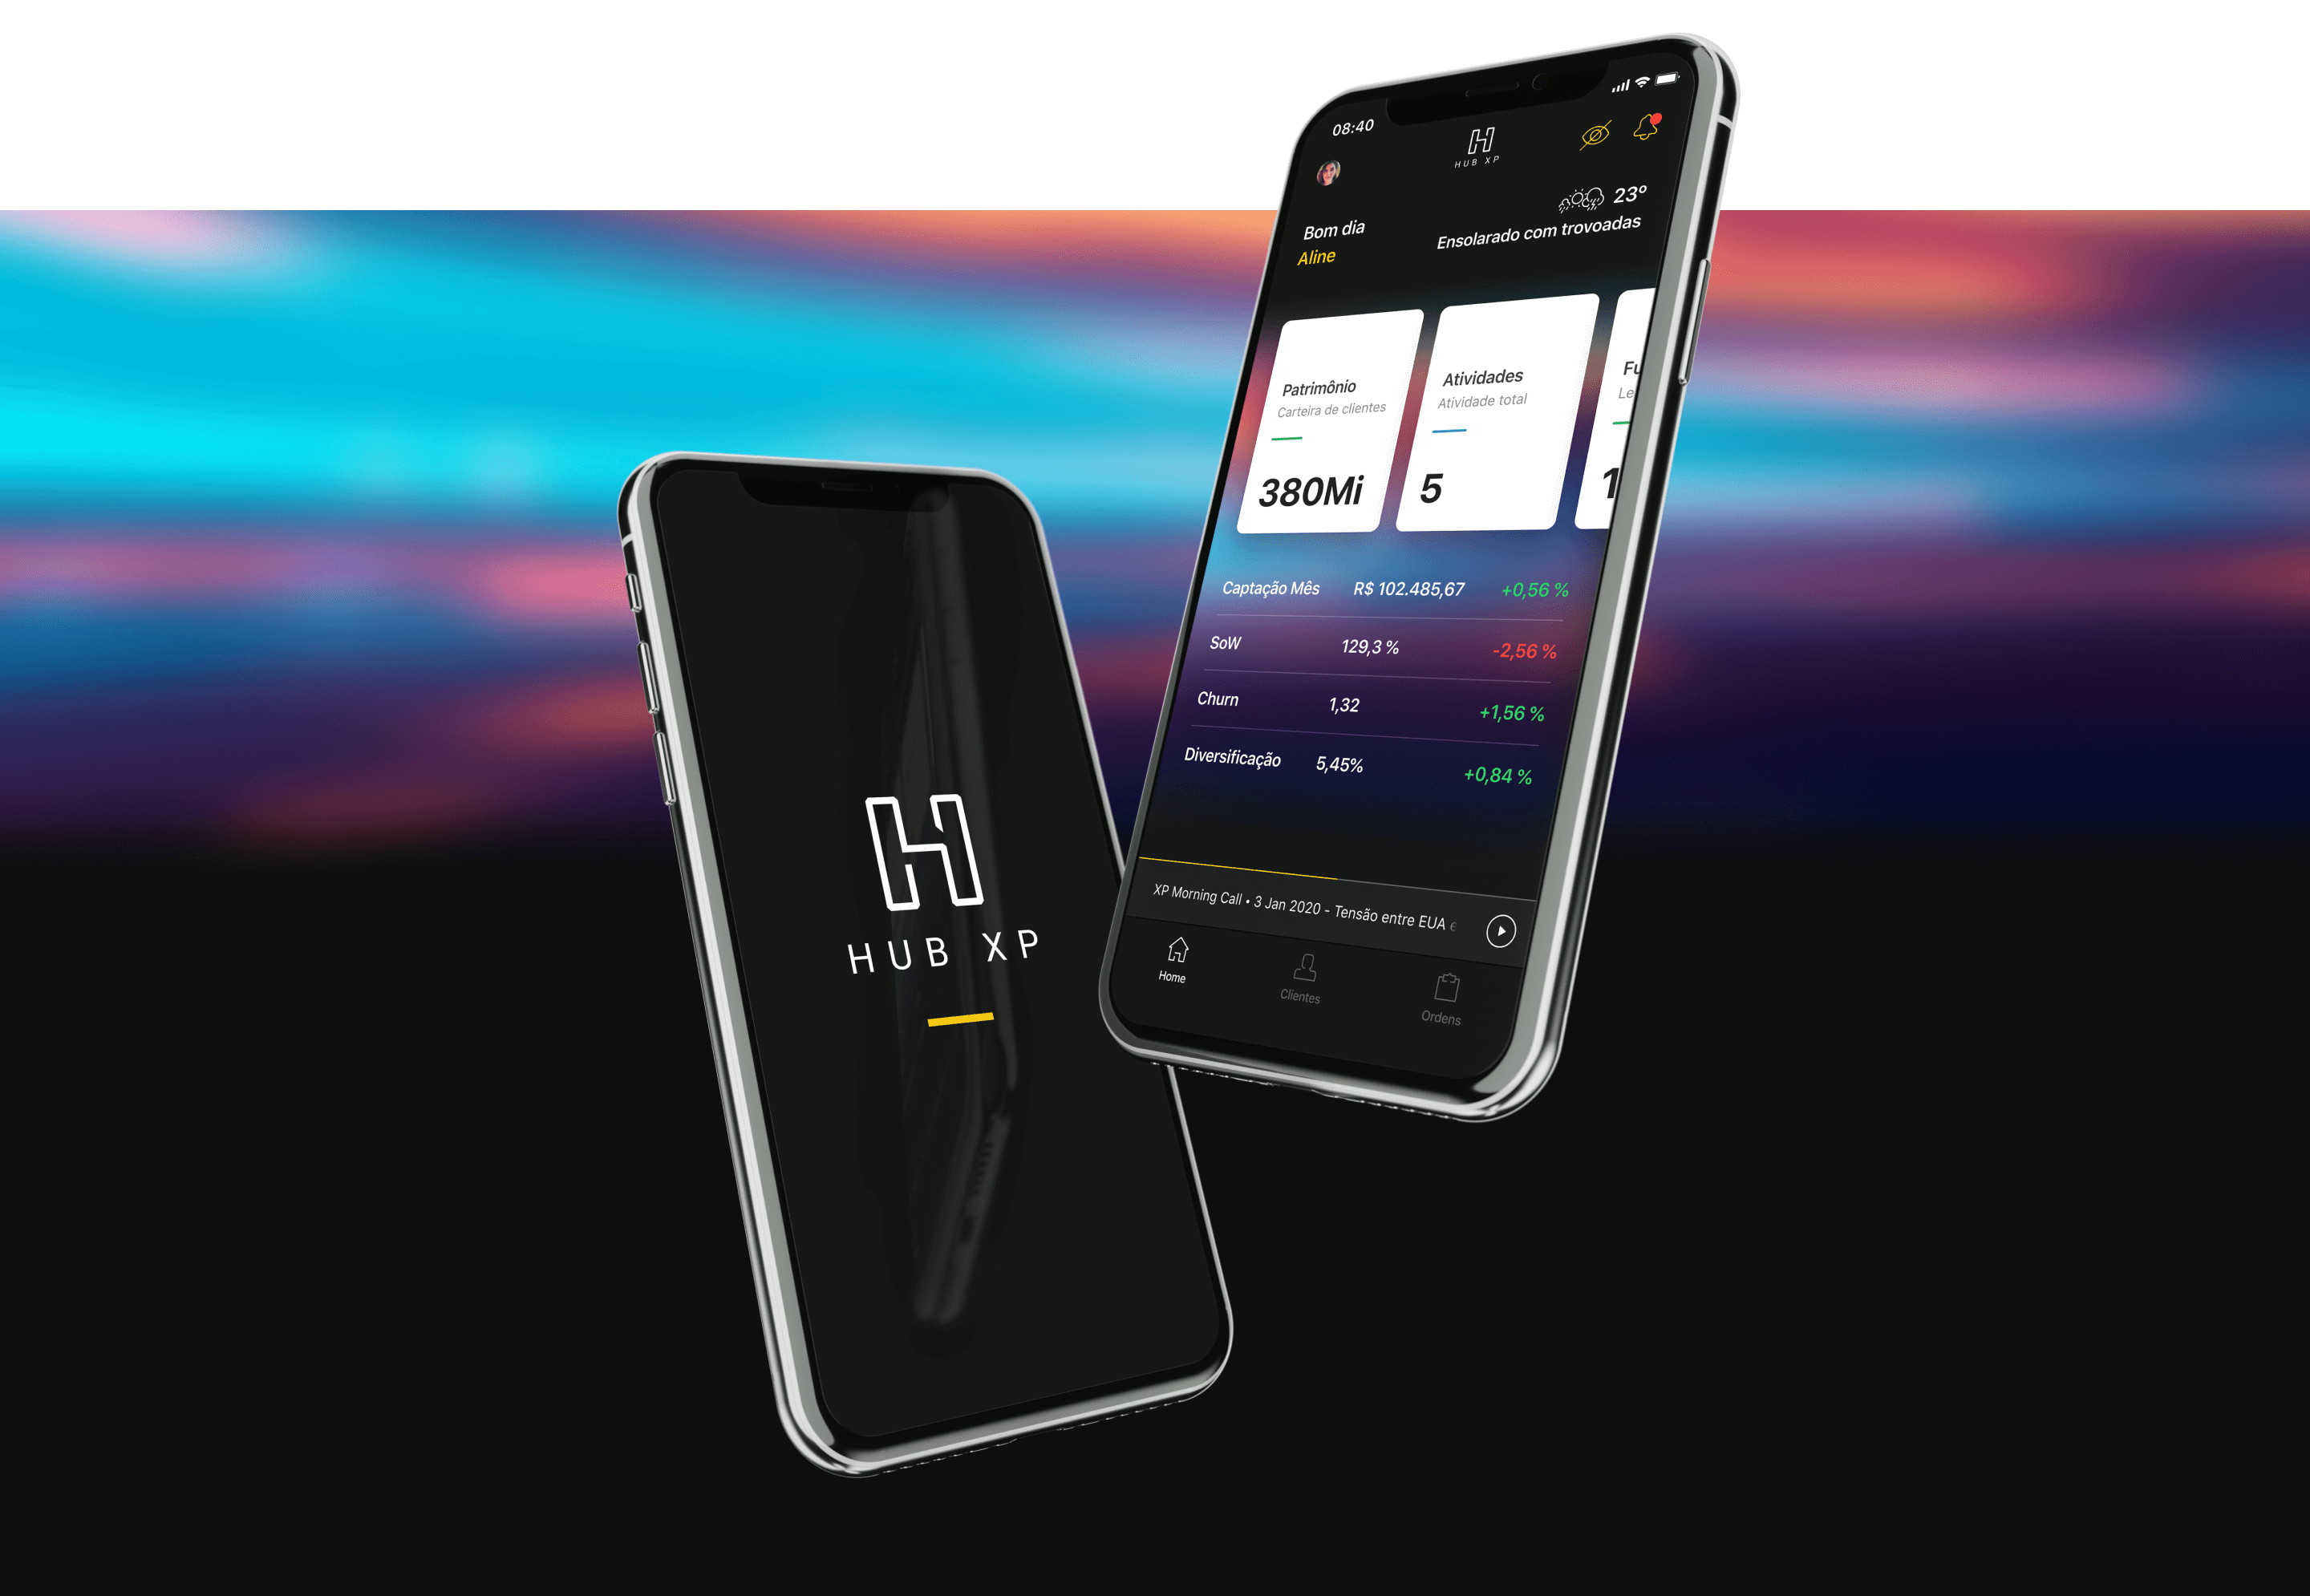 08:40
HUB XP
23º
Ensolarado com trovoadas
Bom dia
Aline
Patrimônio
Carteira de clientes
380Mi
Atividades
Atividade total
5
Fu
Le
1
Captação Mês R$ 102.485,67 +0,56 %
SoW 129,3 % -2,56 %
Churn 1,32 +1,56 %
Diversificação 5,45% +0,84 %
XP Morning Call • 3 Jan 2020 - Tensão entre EUA e
Home
Clientes
Ordens
H
HUB XP